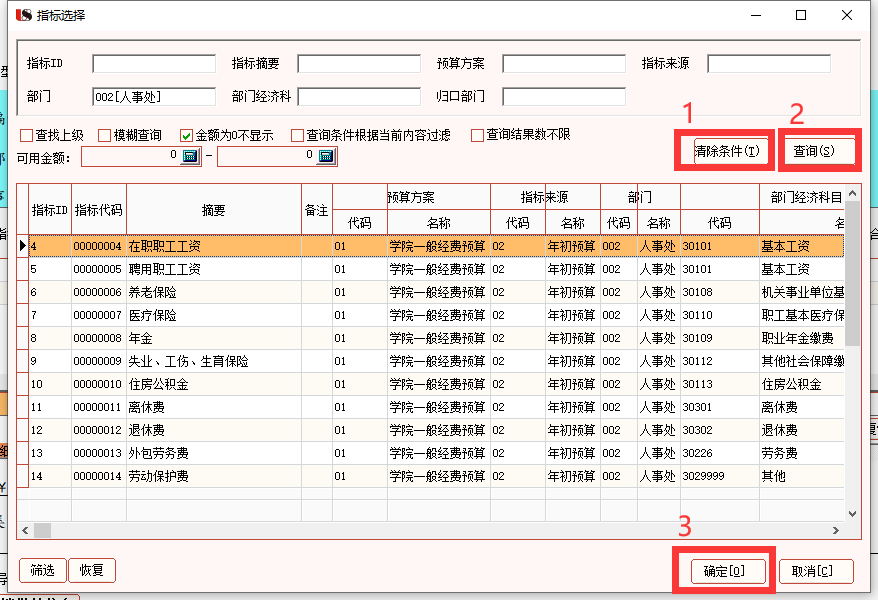 指标选择
指标ID 指标摘要 预算方案 指标来源
部门 002[人事处] 部门经济科 归口部门
1 2
查找上级 模糊查询 金额为0不显示 查询条件根据当前内容过滤 查询结果数不限
清除条件(T) 查询(S)
可用金额: 0 - 0
指标ID 指标代码 摘要 备注 预算方案 指标来源 部门 部门经济科目
代码 名称 代码 名称 代码 名称 代码
4 00000004 在职职工工资 01 学院一般经费预算 02 年初预算 002 人事处 30101 基本工资
5 00000005 聘用职工工资 01 学院一般经费预算 02 年初预算 002 人事处 30101 基本工资
6 00000006 养老保险 01 学院一般经费预算 02 年初预算 002 人事处 30108 机关事业单位基
7 00000007 医疗保险 01 学院一般经费预算 02 年初预算 002 人事处 30110 职工基本医疗保
8 00000008 年金 01 学院一般经费预算 02 年初预算 002 人事处 30109 职业年金缴费
9 00000009 失业、工伤、生育保险 01 学院一般经费预算 02 年初预算 002 人事处 30112 其他社会保障缴
10 00000010 住房公积金 01 学院一般经费预算 02 年初预算 002 人事处 30113 住房公积金
11 00000011 离休费 01 学院一般经费预算 02 年初预算 002 人事处 30301 离休费
12 00000012 退休费 01 学院一般经费预算 02 年初预算 002 人事处 30302 退休费
13 00000013 外包劳务费 01 学院一般经费预算 02 年初预算 002 人事处 30226 劳务费
14 00000014 劳动保护费 01 学院一般经费预算 02 年初预算 002 人事处 3029999 其他
3
筛选 恢复 确定[O] 取消[C]